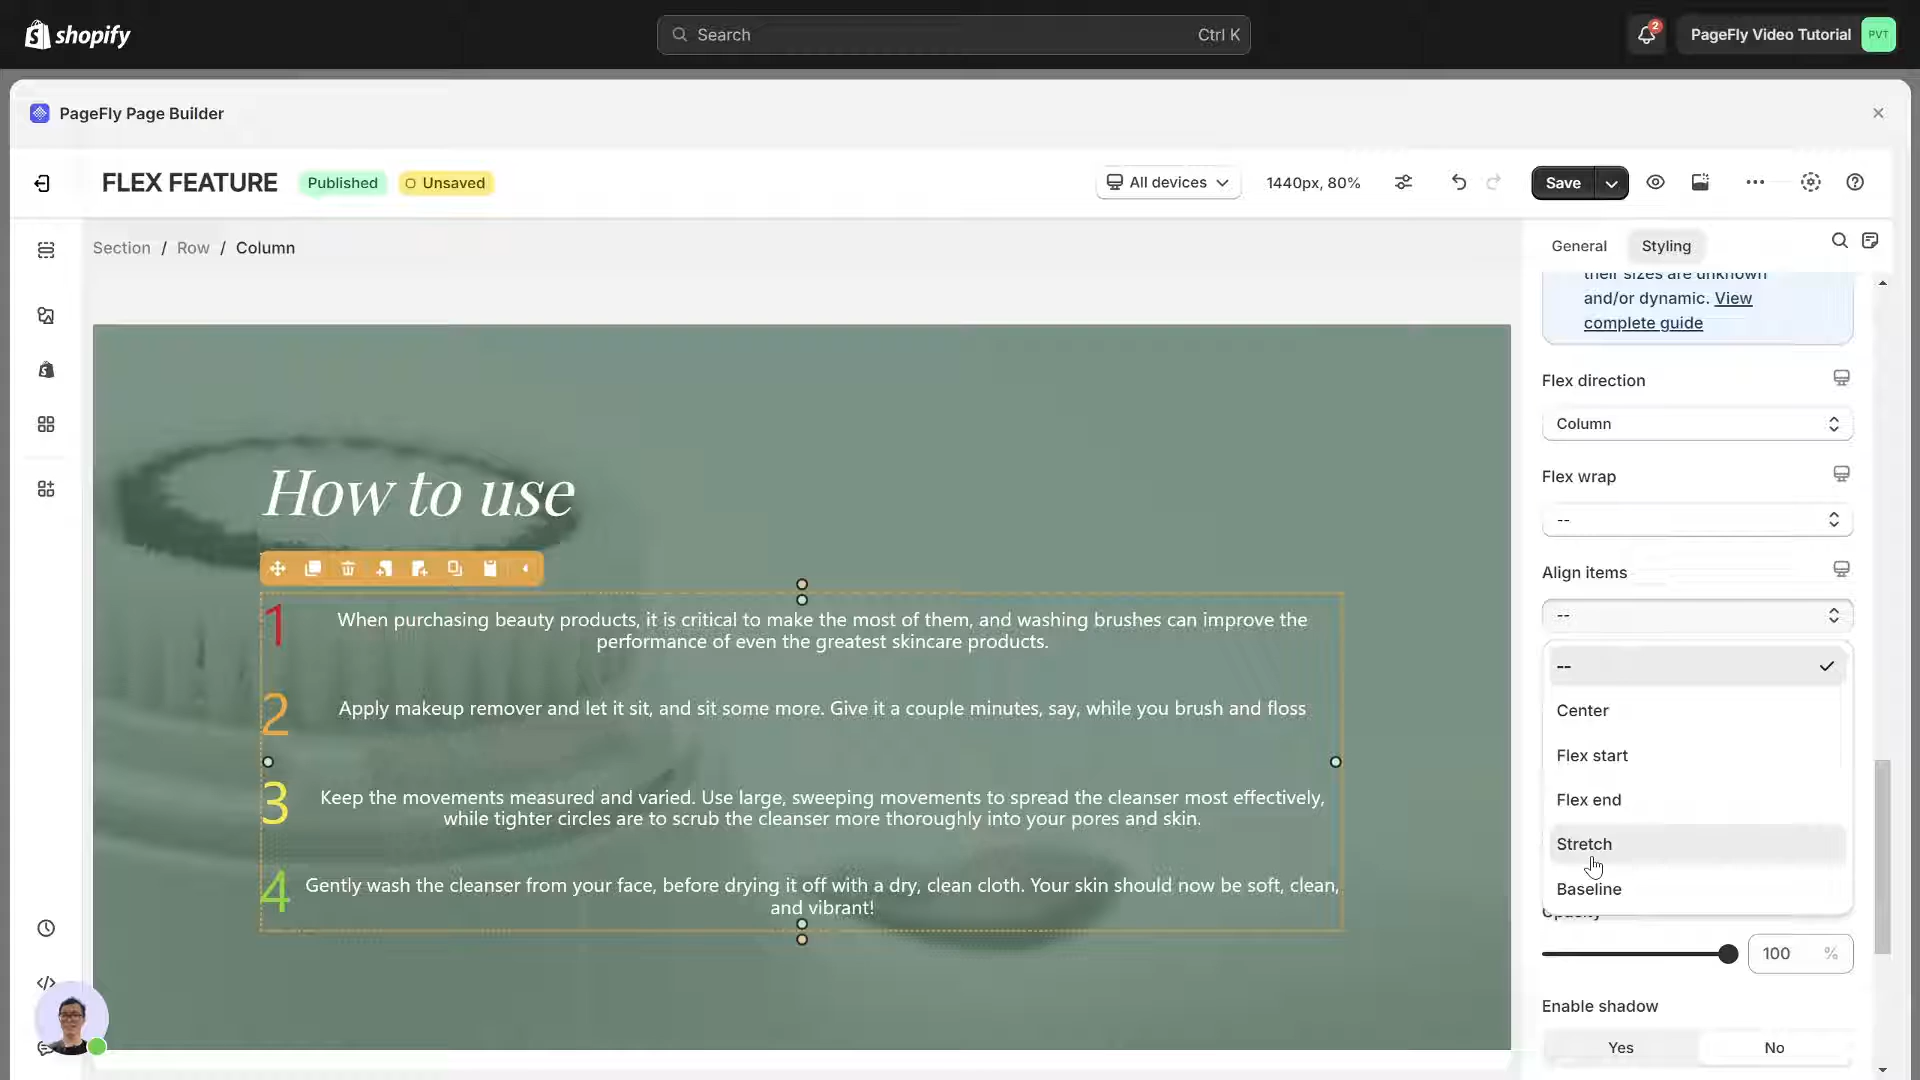 shopify
Search
Ctrl K
2
PageFly Video Tutorial
PVT
PageFly Page Builder
FLEX FEATURE
Published
Unsaved
All devices
1440px, 80%
Save
Section / Row / Column
General
Styling
their sizes are unknown
and/or dynamic. View
complete guide
Flex direction
Column
Flex wrap
--
Align items
--
--
Center
Flex start
Flex end
Stretch
Baseline
Opacity
100 %
Enable shadow
Yes
No
How to use
1
When purchasing beauty products, it is critical to make the most of them, and washing brushes can improve the
performance of even the greatest skincare products.
2
Apply makeup remover and let it sit, and sit some more. Give it a couple minutes, say, while you brush and floss
3
Keep the movements measured and varied. Use large, sweeping movements to spread the cleanser most effectively,
while tighter circles are to scrub the cleanser more thoroughly into your pores and skin.
4
Gently wash the cleanser from your face, before drying it off with a dry, clean cloth. Your skin should now be soft, clean,
and vibrant!